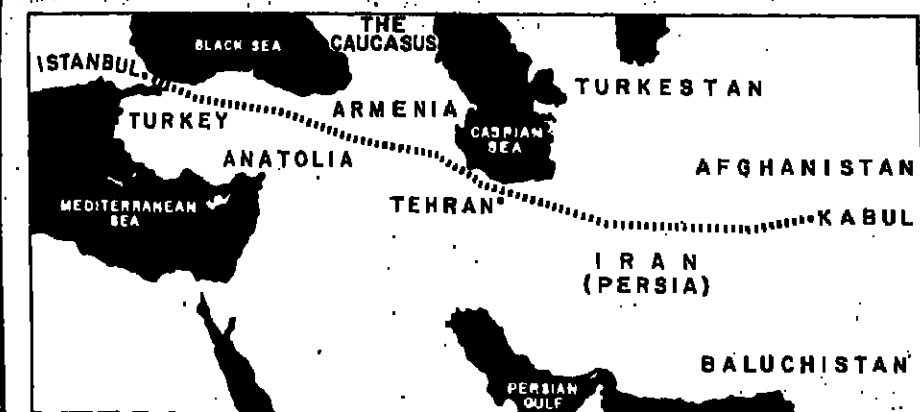 THE
CAUCASUS
BLACK SEA
ISTANBUL
TURKESTAN
ARMENIA
TURKEY
CASPIAN
SEA
ANATOLIA
AFGHANISTAN
MEDITERRANEAN
SEA
TEHRAN
KABUL
IRAN
(PERSIA)
BALUCHISTAN
PERSIAN
GULF